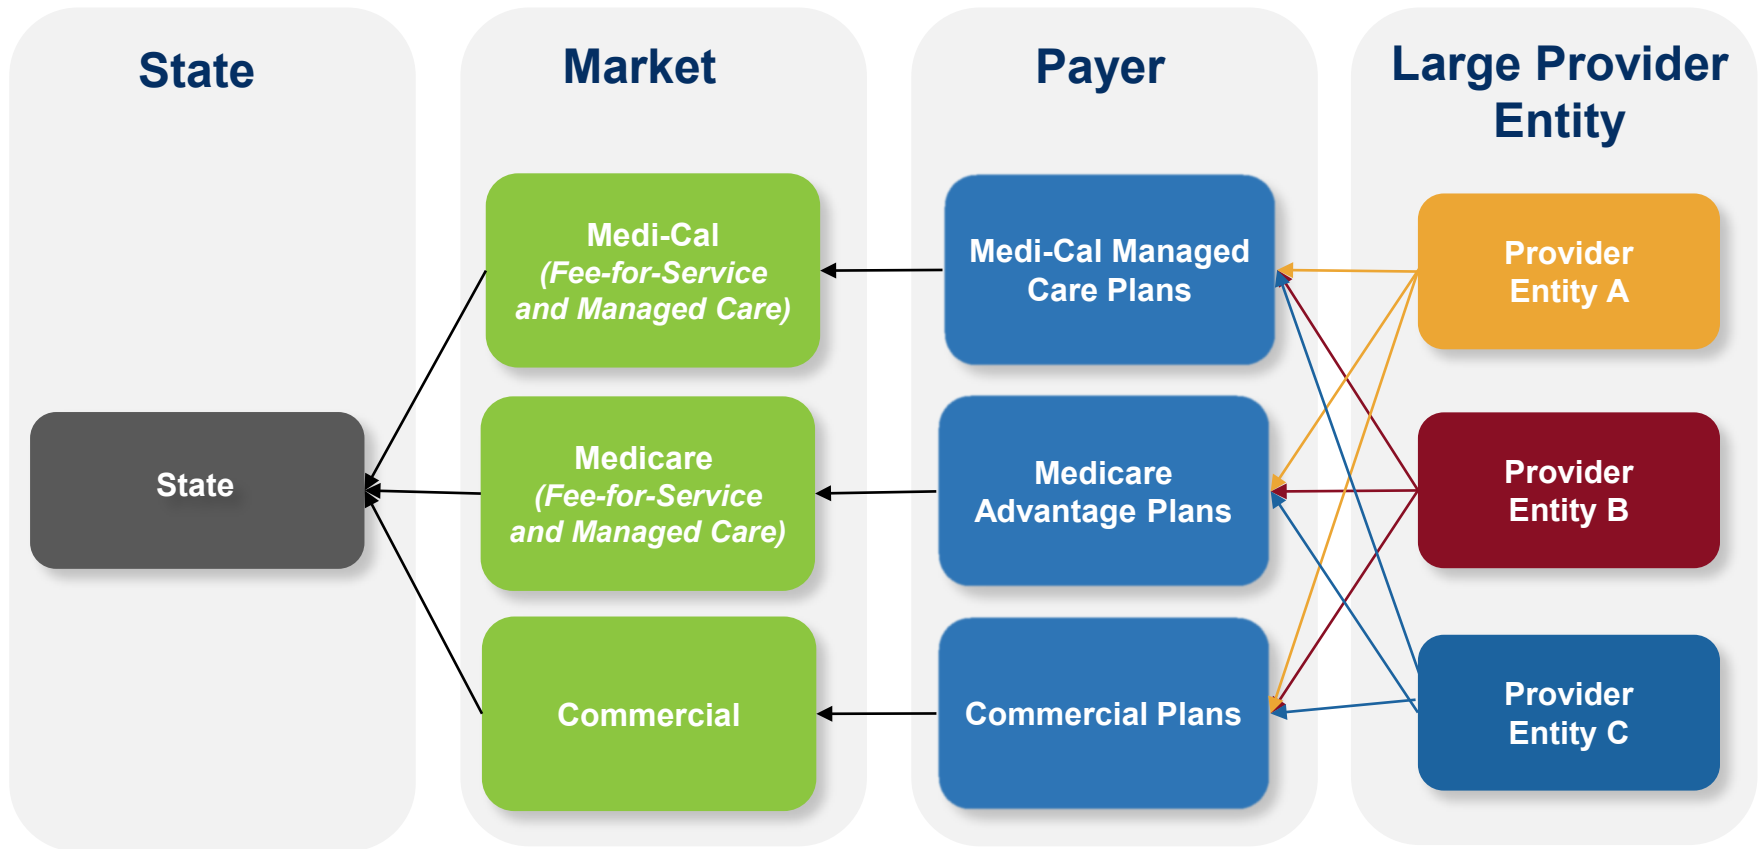 State
Market
Payer
Large Provider
Entity
Medi-Cal
(Fee-for-Service
and Managed Care)
Medi-Cal Managed
Care Plans
Provider
Entity A
State
Medicare
(Fee-for-Service
and Managed Care)
Medicare
Advantage Plans
Provider
Entity B
Commercial
Commercial Plans
Provider
Entity C